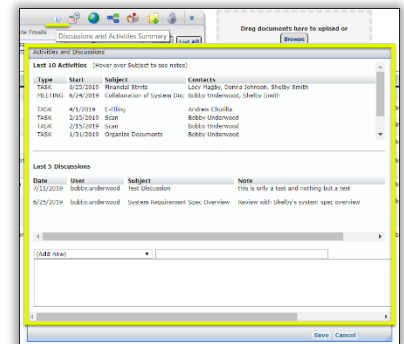 Drag documents here to upload or
Browse
de Emails
Discussions and Activities Summary
List All
Activities and Discussions
Last 10 Activities (Hover over Subject to see notes)
Type Start Subject Contacts
TASK 6/25/2019 Financial Stmts Lacy Magby, Donna Johnson, Shelby Smith
MEETING 6/24/2019 Collaboration of System Doc Bobby Underwood, Shelby Smith
TASK 4/1/2019 E-Filing Andrew Churilla
TASK 2/15/2019 Scan Bobby Underwood
TASK 2/15/2019 Scan Bobby Underwood
TASK 1/31/2019 Organize Documents Bobby Underwood
Last 5 Discussions
Date User Subject Note
7/11/2019 bobby.underwood Test Discussion this is only a test and nothing but a test
6/25/2019 bobby.underwood System Requirement Spec Overview Review with Shelby's system spec overview
(Add new)
Save Cancel